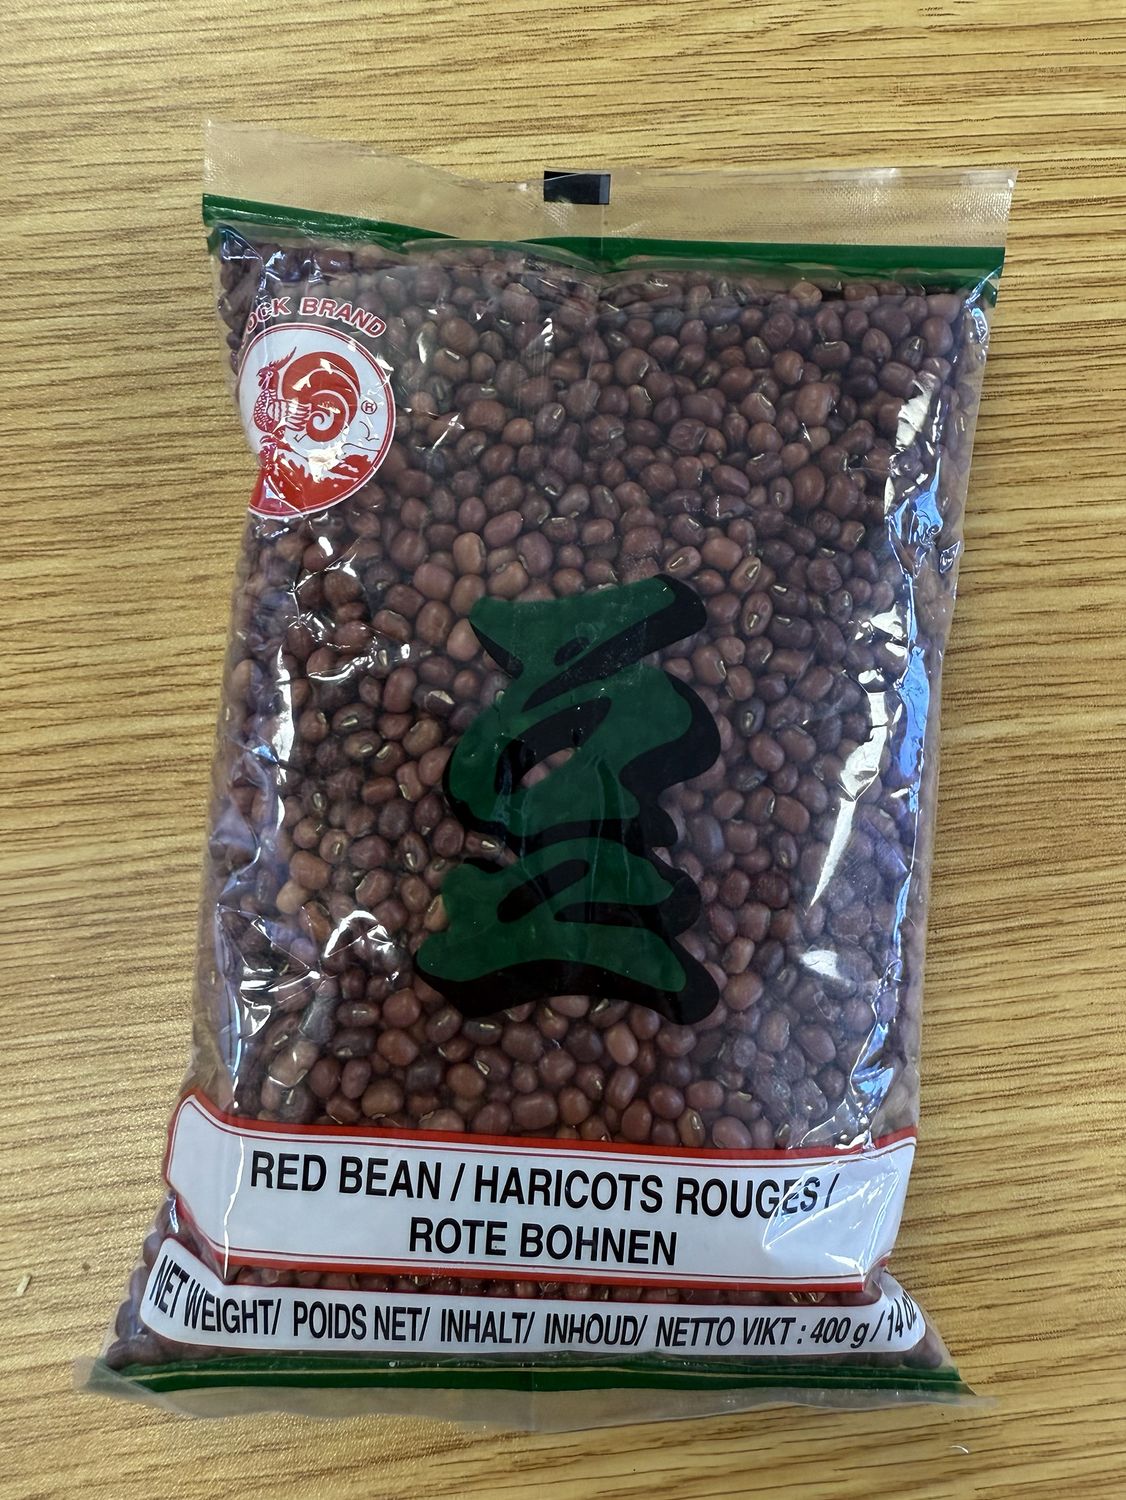 OCK BRAND
®
豆
RED BEAN / HARICOTS ROUGES /
ROTE BOHNEN
NET WEIGHT/ POIDS NET/ INHALT/ INHOUD/ NETTO VIKT : 400 g / 14 oz